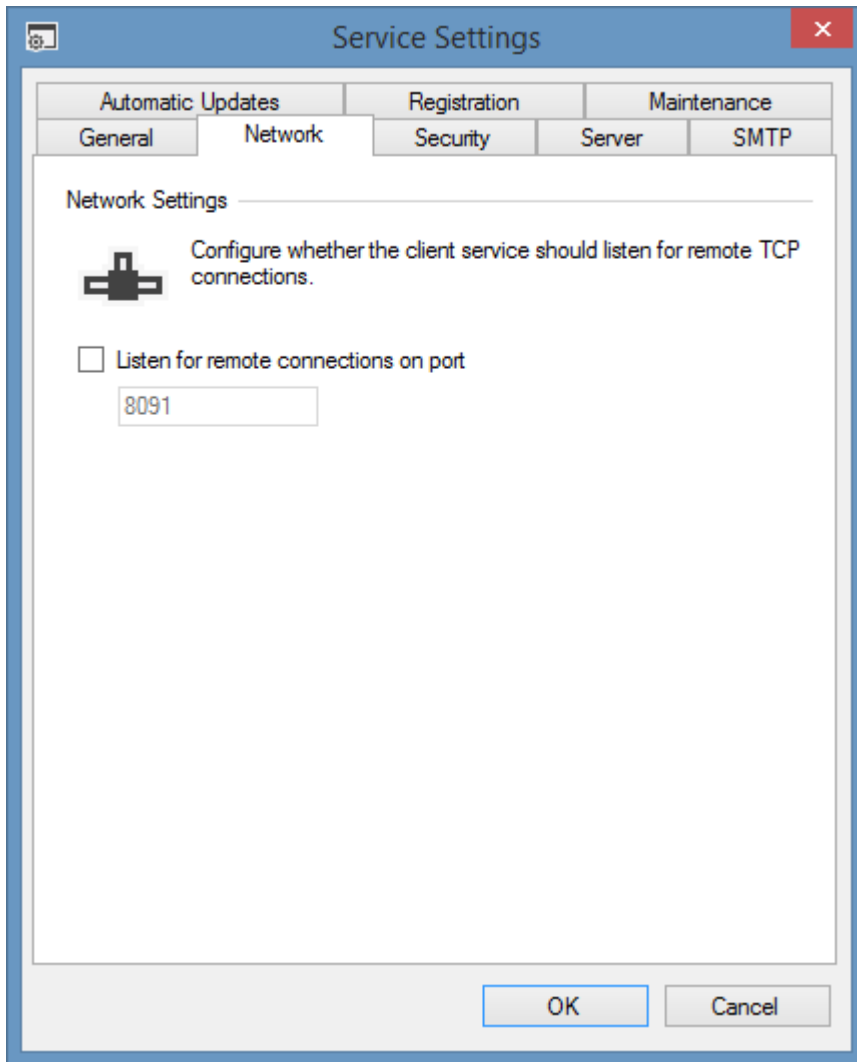 Service Settings
Automatic Updates
Registration
Maintenance
General
Network
Security
Server
SMTP
Network Settings
Configure whether the client service should listen for remote TCP
connections.
Listen for remote connections on port
8091
OK
Cancel